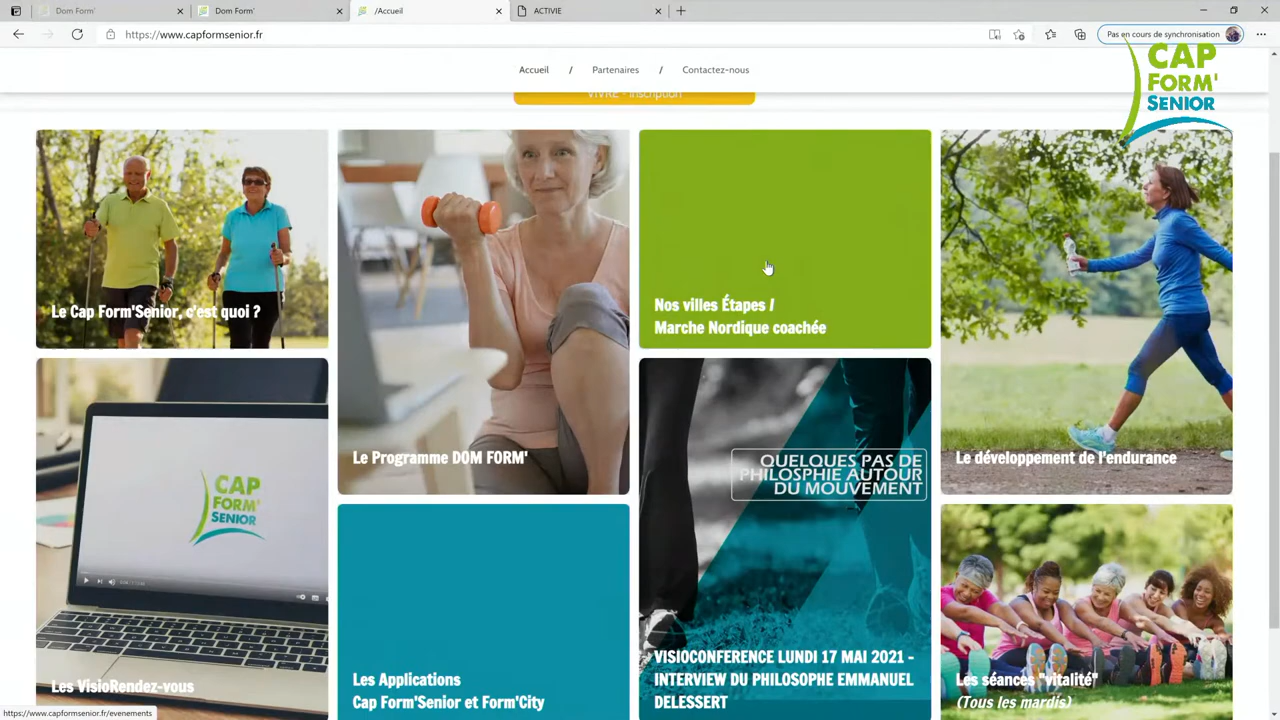 Dom Form'
Dom Form'
/Accueil
ACTIVIE
https://www.capformsenior.fr
Pas en cours de synchronisation
Accueil / Partenaires / Contactez-nous
VIVRE - Inscription
CAP
FORM'
SENIOR
Le Cap Form'Senior, c'est quoi ?
Le Programme DOM FORM'
Nos villes Étapes /
Marche Nordique coachée
Le développement de l'endurance
CAP
FORM'
SENIOR
Les VisioRendez-vous
Les Applications
Cap Form'Senior et Form'City
QUELQUES PAS DE
PHILOSPHIE AUTOUR
DU MOUVEMENT
VISIOCONFERENCE LUNDI 17 MAI 2021 -
INTERVIEW DU PHILOSOPHE EMMANUEL
DELESSERT
Les séances "vitalité"
(Tous les mardis)
https://www.capformsenior.fr/evenements